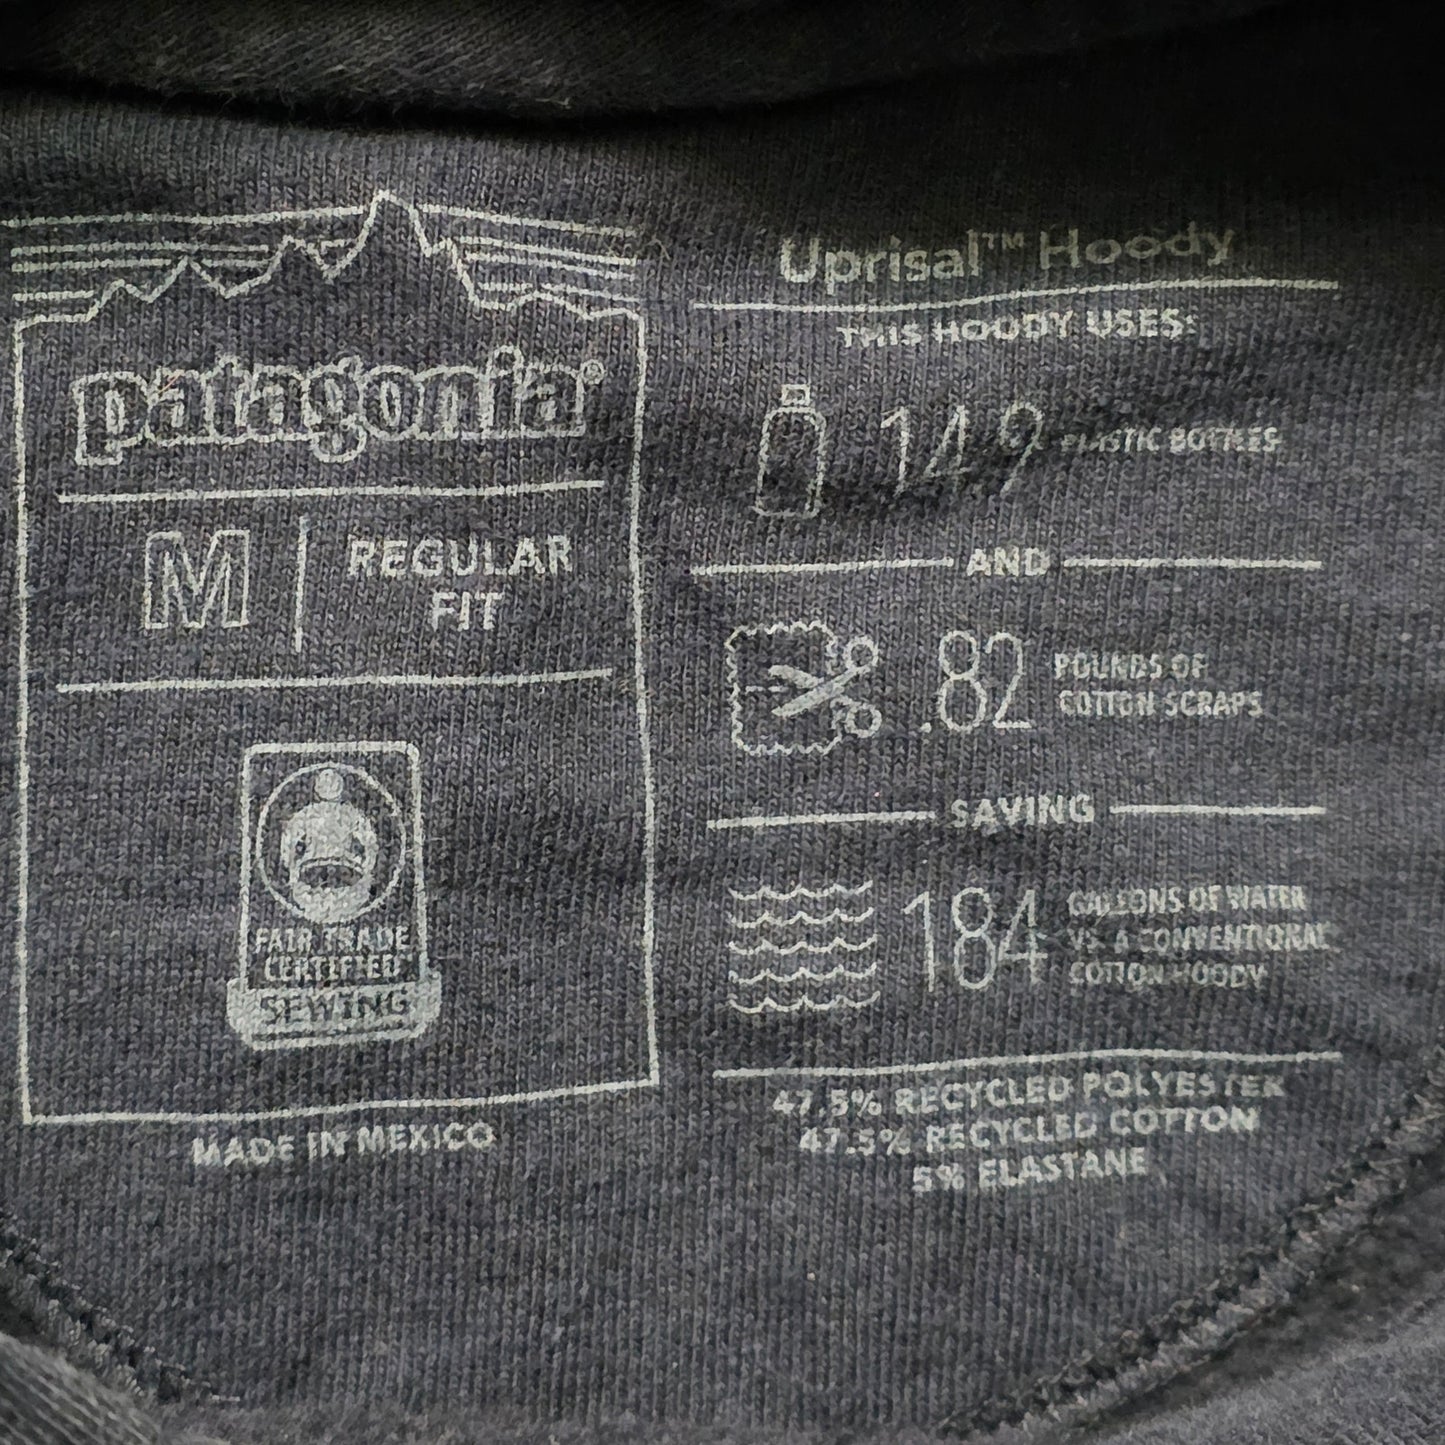 patagonia®
M
REGULAR
FIT
FAIR TRADE
CERTIFIED
SEWING
MADE IN MEXICO
Uprisal™ Hoody
THIS HOODY USES:
14.9 PLASTIC BOTTLES
AND
.82 POUNDS OF
COTTON SCRAPS
SAVING
184 GALLONS OF WATER
VS. A CONVENTIONAL
COTTON HOODY
47.5% RECYCLED POLYESTER
47.5% RECYCLED COTTON
5% ELASTANE